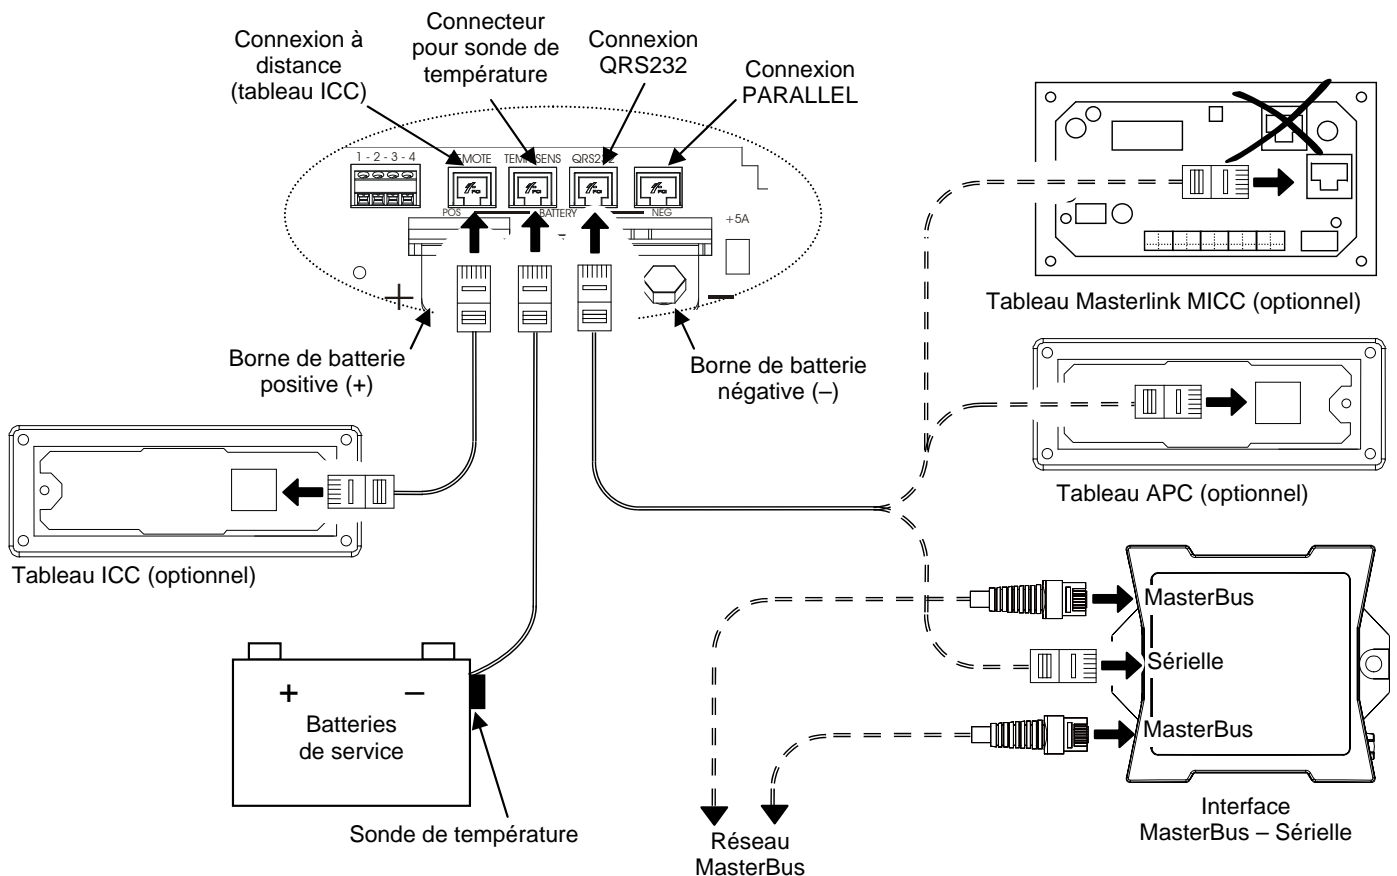 Connexion à
distance
(tableau ICC)
Connecteur
pour sonde de
température
Connexion
QRS232
Connexion
PARALLEL
1 - 2 - 3 - 4
QRS232
POS
BATTERY
NEG
+5A
+
–
Borne de batterie
positive (+)
Borne de batterie
négative (–)
Tableau Masterlink MICC (optionnel)
Tableau APC (optionnel)
Tableau ICC (optionnel)
MasterBus
Sérielle
MasterBus
Interface
MasterBus – Sérielle
+ –
Batteries
de service
Sonde de température
Réseau
MasterBus